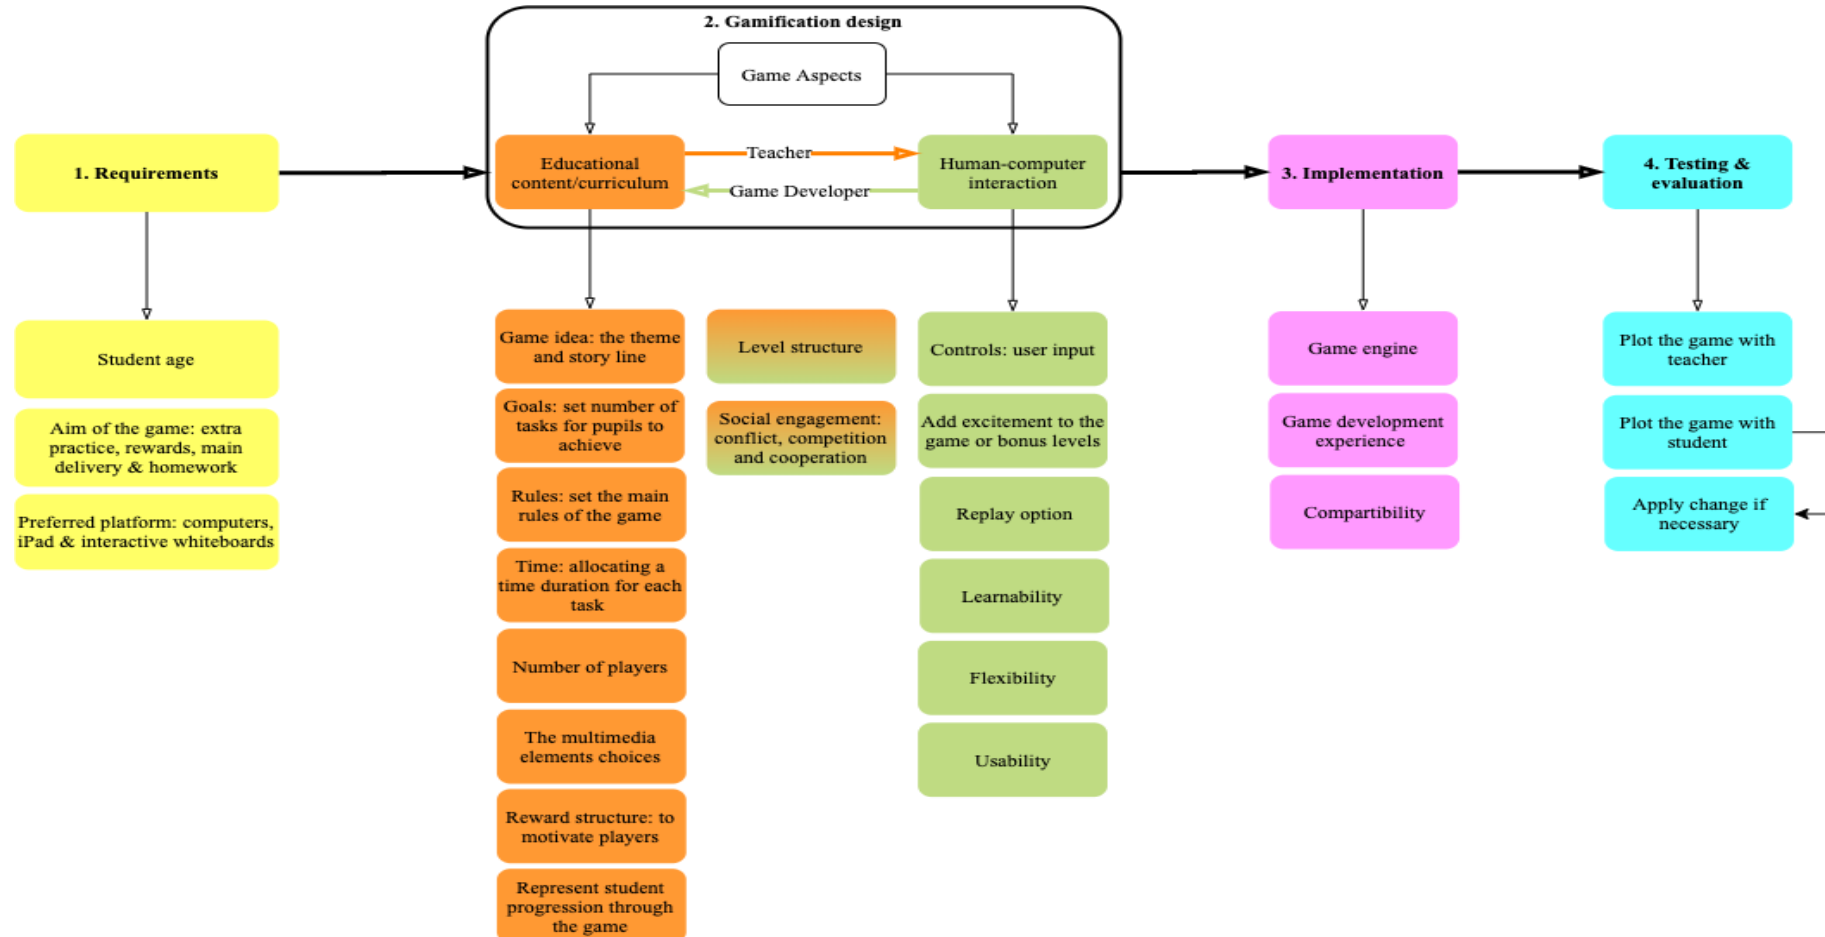 2. Gamification design
Game Aspects
1. Requirements
Educational
content/curriculum
Teacher
Game Developer
Human-computer
interaction
3. Implementation
4. Testing &
evaluation
Student age
Aim of the game: extra
practice, rewards, main
delivery & homework
Preferred platform: computers,
iPad & interactive whiteboards
Game idea: the theme
and story line
Goals: set number of
tasks for pupils to
achieve
Rules: set the main
rules of the game
Time: allocating a
time duration for each
task
Number of players
The multimedia
elements choices
Reward structure: to
motivate players
Represent student
progression through
the game
Level structure
Social engagement:
conflict, competition
and cooperation
Controls: user input
Add excitement to the
game or bonus levels
Replay option
Learnability
Flexibility
Usability
Game engine
Game development
experience
Compartibility
Plot the game with
teacher
Plot the game with
student
Apply change if
necessary